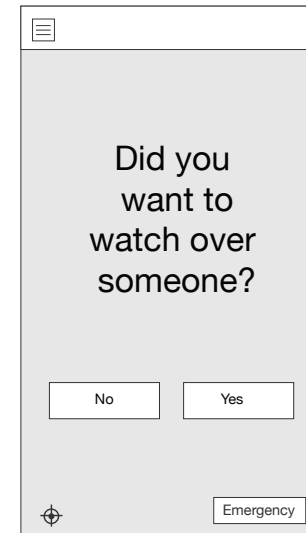 Did you
want to
watch over
someone?
No
Yes
Emergency